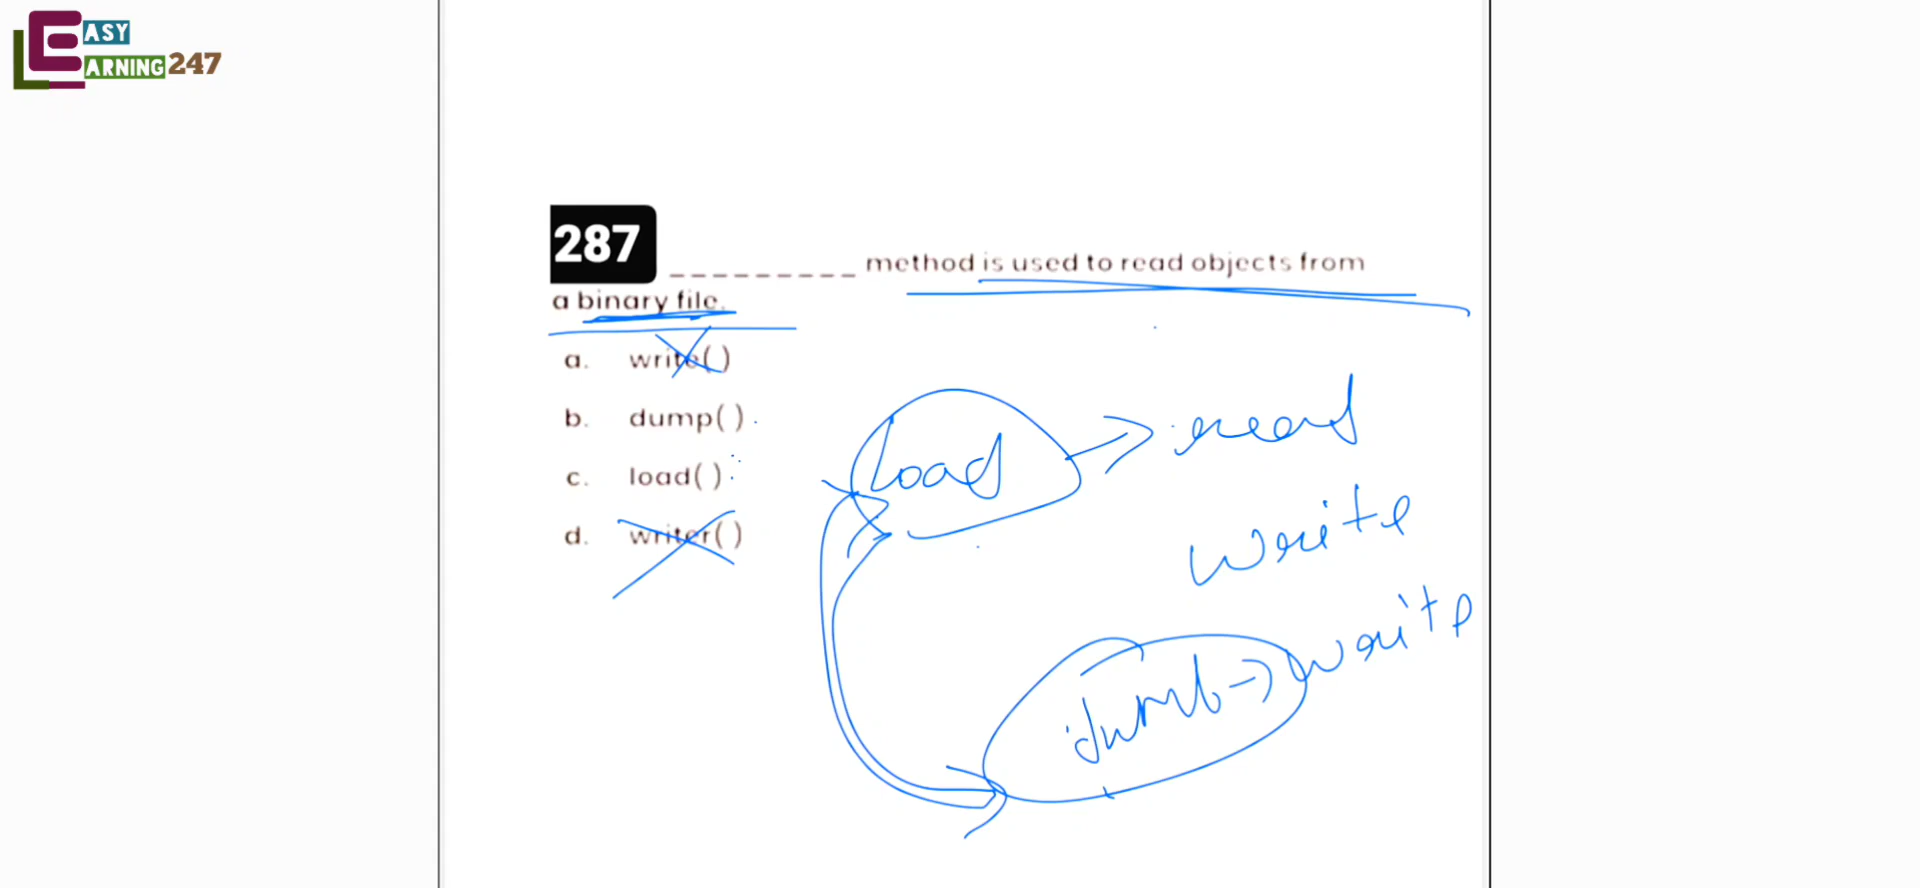 EASY
EARNING247
287 _________ method is used to read objects from
a binary file.
a. write()
b. dump()
c. load()
d. writer()
load → read
write
dumb → write